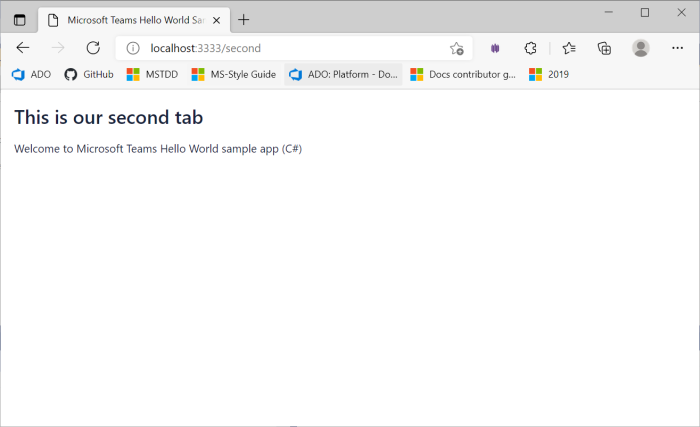 Microsoft Teams Hello World Sar
localhost:3333/second
ADO GitHub MSTDD MS-Style Guide ADO: Platform - Do... Docs contributor g... 2019
This is our second tab
Welcome to Microsoft Teams Hello World sample app (C#)